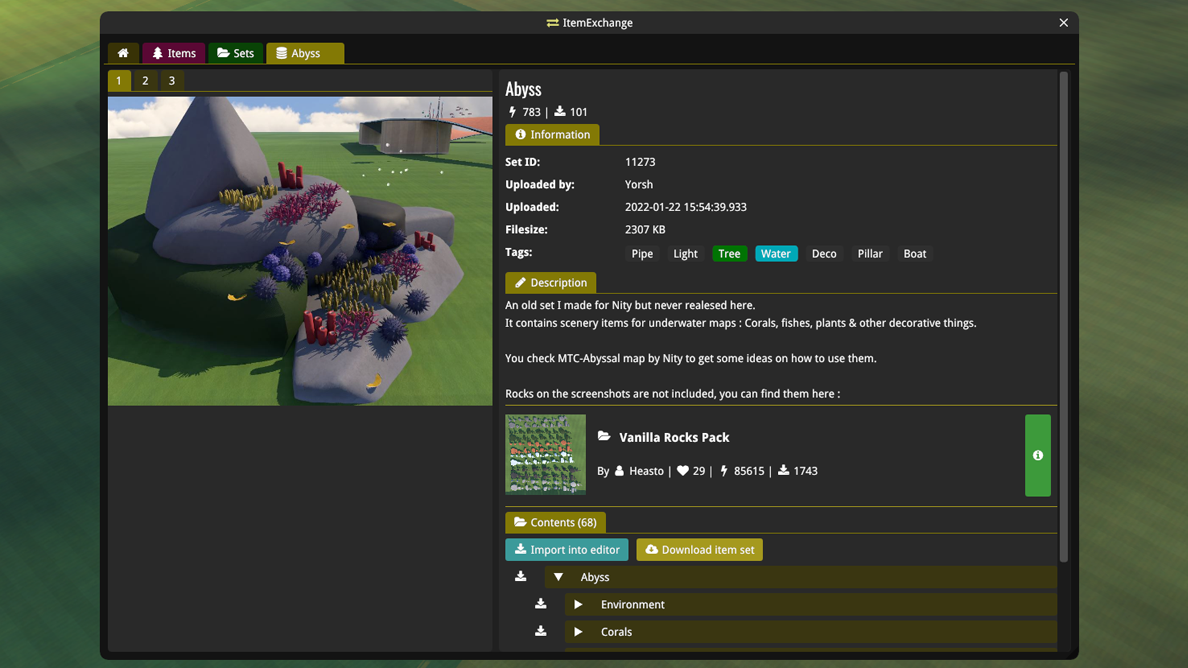 ItemExchange
Items
Sets
Abyss
1 2 3
Abyss
783 | 101
Information
Set ID: 11273
Uploaded by: Yorsh
Uploaded: 2022-01-22 15:54:39.933
Filesize: 2307 KB
Tags: Pipe Light Tree Water Deco Pillar Boat
Description
An old set I made for Nity but never realesed here.
It contains scenery items for underwater maps : Corals, fishes, plants & other decorative things.
You check MTC-Abyssal map by Nity to get some ideas on how to use them.
Rocks on the screenshots are not included, you can find them here :
Vanilla Rocks Pack
By Heasto | 29 | 85615 | 1743
Contents (68)
Import into editor
Download item set
Abyss
Environment
Corals